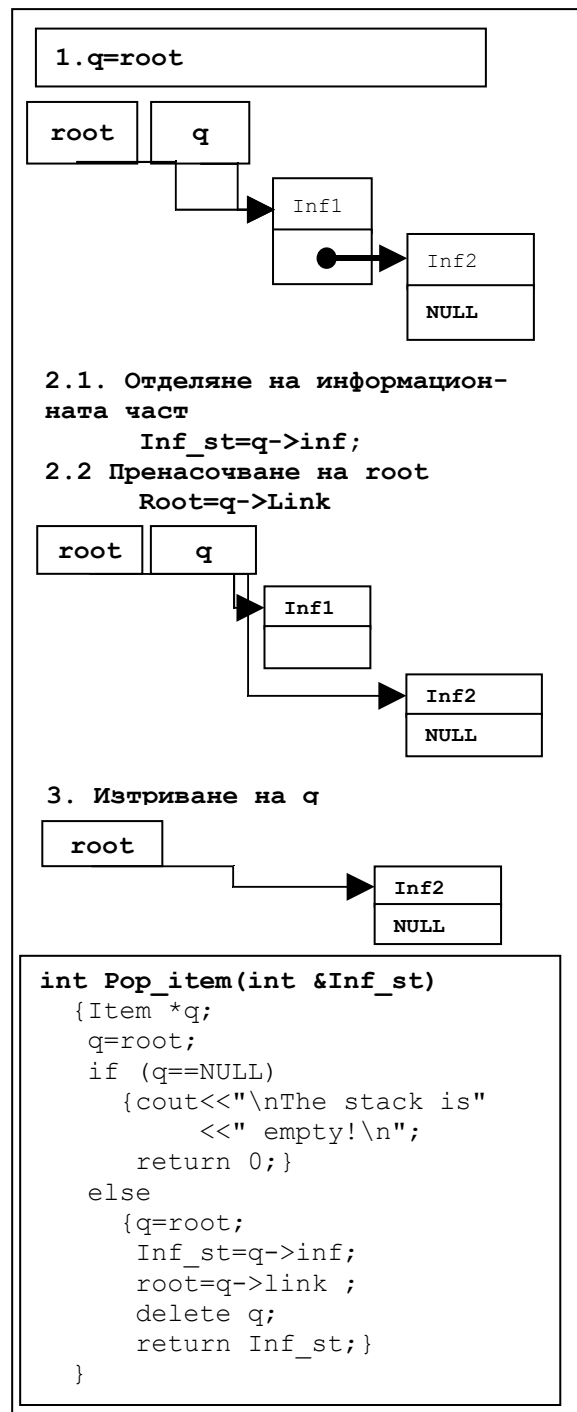 1.q=root
root q
Inf1
Inf2
NULL
2.1. Отделяне на информацион-
ната част
Inf_st=q->inf;
2.2 Пренасочване на root
Root=q->Link
root q
Inf1
Inf2
NULL
3. Изтриване на q
root
Inf2
NULL
int Pop_item(int &Inf_st)
{Item *q;
q=root;
if (q==NULL)
{cout<<"\nThe stack is"
<<" empty!\n";
return 0;}
else
{q=root;
Inf_st=q->inf;
root=q->link ;
delete q;
return Inf_st;}
}